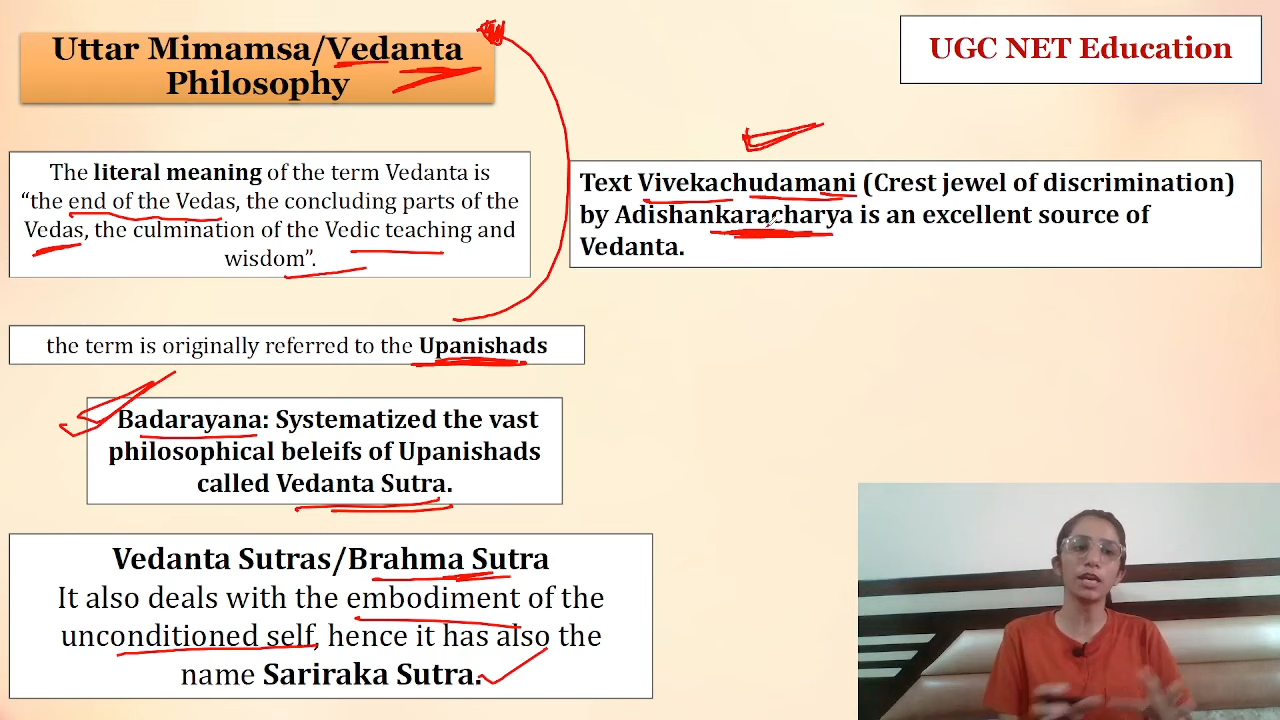 Uttar Mimamsa/Vedanta
Philosophy
UGC NET Education
The literal meaning of the term Vedanta is
“the end of the Vedas, the concluding parts of the
Vedas, the culmination of the Vedic teaching and
wisdom”.
the term is originally referred to the Upanishads
Badarayana: Systematized the vast
philosophical beleifs of Upanishads
called Vedanta Sutra.
Vedanta Sutras/Brahma Sutra
It also deals with the embodiment of the
unconditioned self, hence it has also the
name Sariraka Sutra.
Text Vivekachudamani (Crest jewel of discrimination)
by Adishankaracharya is an excellent source of
Vedanta.